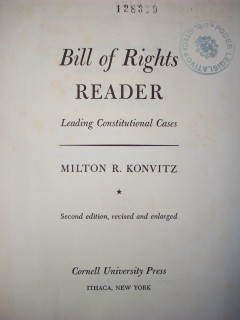 Bill of Rights
READER
Leading Constitutional Cases
MILTON R. KONVITZ
★
Second edition, revised and enlarged
Cornell University Press
ITHACA, NEW YORK